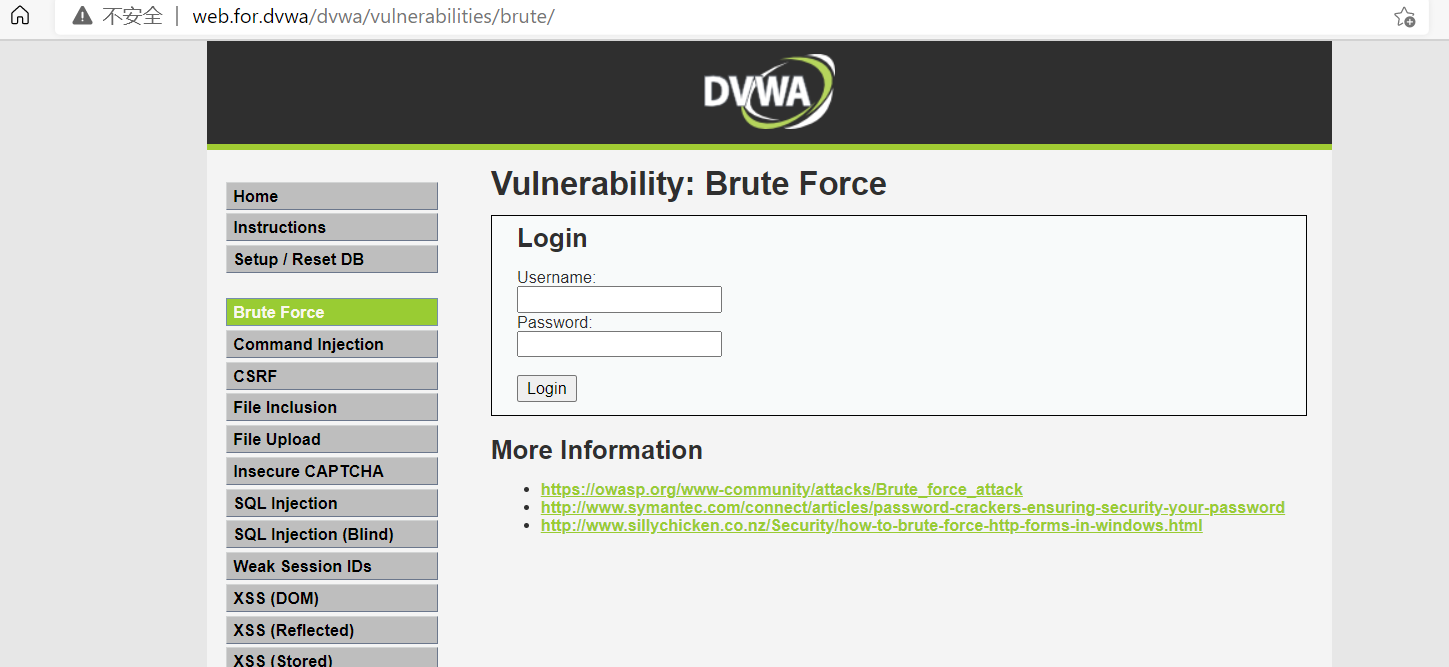 不安全 | web.for.dvwa/dvwa/vulnerabilities/brute/
DVWA
Home
Instructions
Setup / Reset DB
Brute Force
Command Injection
CSRF
File Inclusion
File Upload
Insecure CAPTCHA
SQL Injection
SQL Injection (Blind)
Weak Session IDs
XSS (DOM)
XSS (Reflected)
XSS (Stored)
Vulnerability: Brute Force
Login
Username:
Password:
Login
More Information
https://owasp.org/www-community/attacks/Brute_force_attack
http://www.symantec.com/connect/articles/password-crackers-ensuring-security-your-password
http://www.sillychicken.co.nz/Security/how-to-brute-force-http-forms-in-windows.html